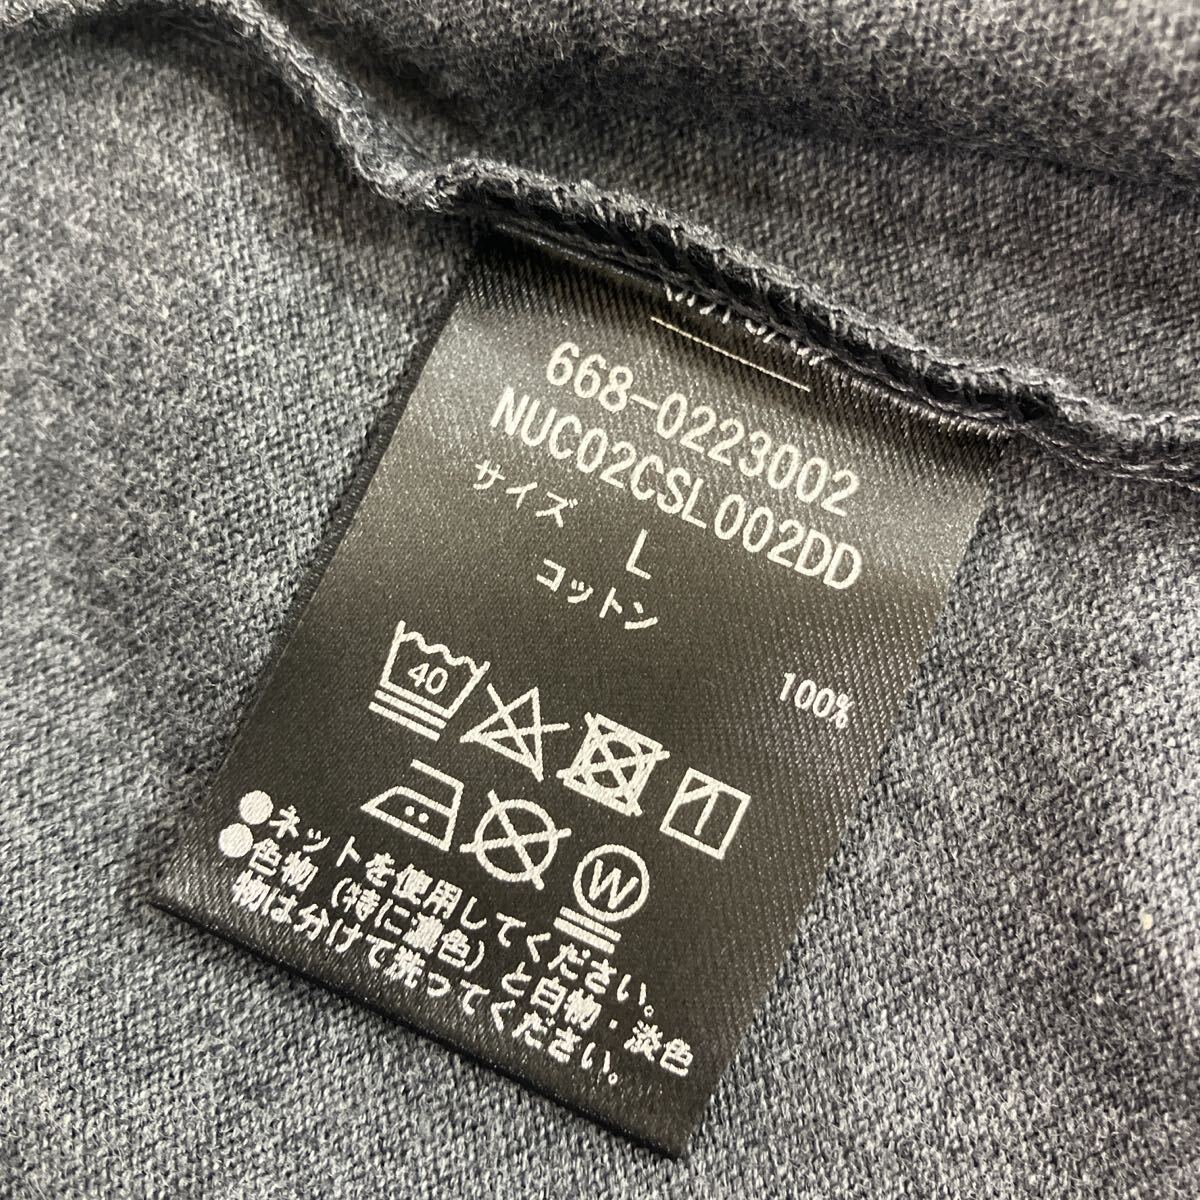 668-0223002
NUC02CSL002DD
サイズ L
コットン 100%
40
W
●ネットを使用してください。
●色物(特に濃色)と白物・淡色
物は分けて洗ってください。